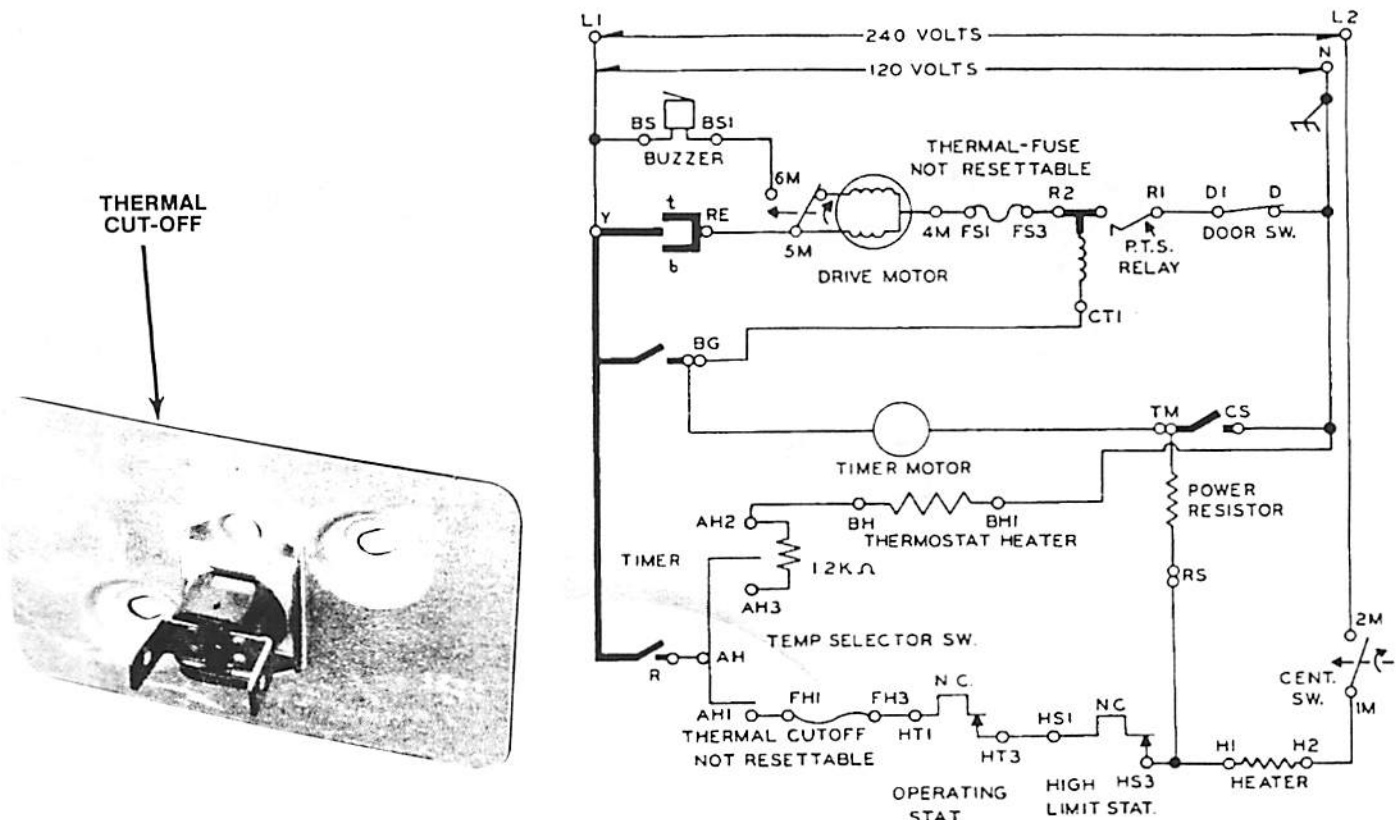 THERMAL
CUT-OFF
L1
L2
240 VOLTS
N
120 VOLTS
BS
BS1
BUZZER
THERMAL-FUSE
NOT RESETTABLE
6M
t
Y
RE
b
5M
4M
FS1
FS3
R2
R1
D1
D
DOOR SW.
P.T.S.
RELAY
DRIVE MOTOR
CT1
BG
TM
CS
TIMER MOTOR
POWER
RESISTOR
AH2
BH
BH1
THERMOSTAT HEATER
TIMER
1.2K Ω
AH3
RS
TEMP SELECTOR SW.
R
AH
2M
CENT.
SW.
1M
AH1
FH1
FH3
HT1
N.C.
HT3
HS1
N C
HS3
H1
H2
HEATER
THERMAL CUTOFF
NOT RESETTABLE
OPERATING
STAT
HIGH
LIMIT STAT.